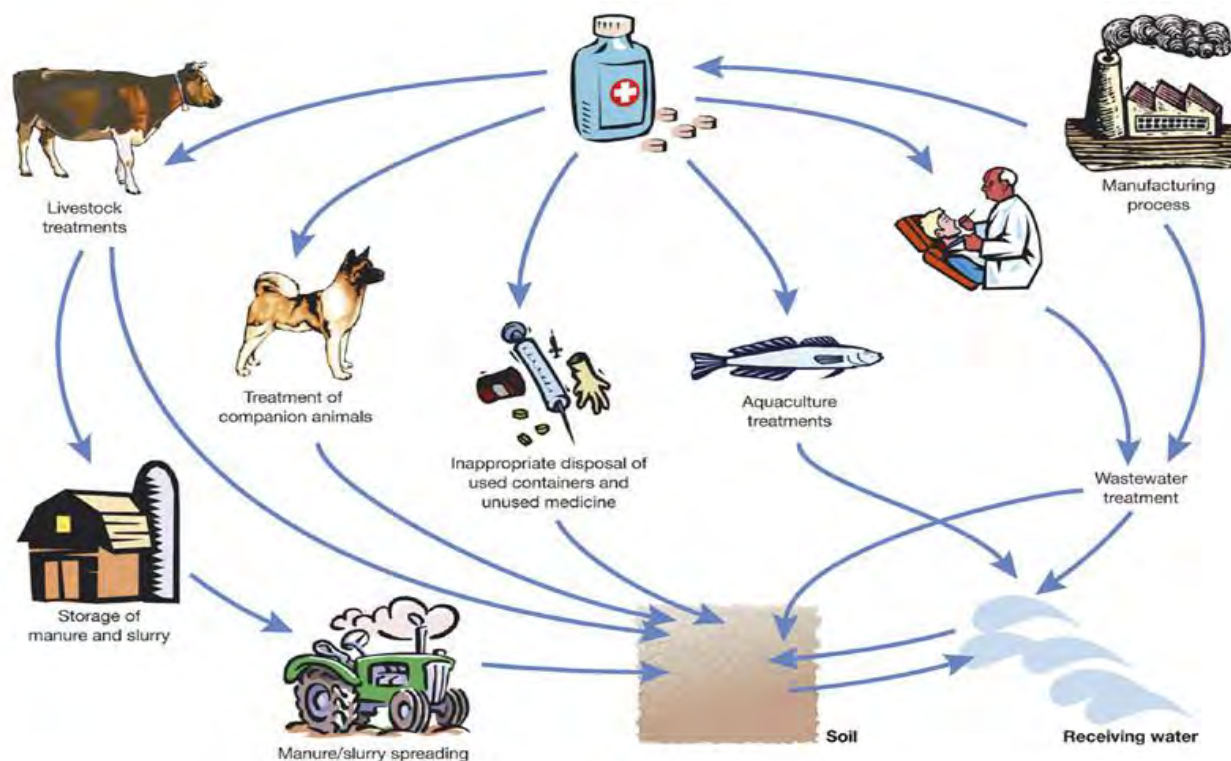 Livestock
treatments
Manufacturing
process
Treatment of
companion animals
Inappropriate disposal of
used containers and
unused medicine
Aquaculture
treatments
Wastewater
treatment
Storage of
manure and slurry
Manure/slurry spreading
Soil
Receiving water